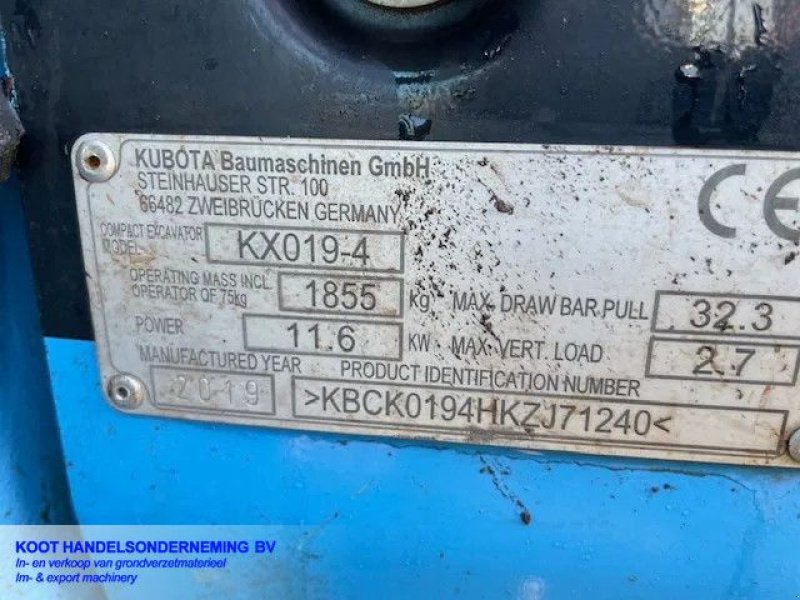 KUBOTA Baumaschinen GmbH
STEINHAUSER STR. 100
66482 ZWEIBRÜCKEN GERMANY
CE
COMPACT EXCAVATOR
MODEL
KX019-4
OPERATING MASS INCL.
OPERATOR OF 75kg
1855 kg
MAX. DRAW BAR PULL 32.3
POWER 11.6 KW
MAX. VERT. LOAD 2.7
MANUFACTURED YEAR
2019
PRODUCT IDENTIFICATION NUMBER
>KBCK0194HKZJ71240<
KOOT HANDELSONDERNEMING BV
In- en verkoop van grondverzetmaterieel
Im- & export machinery